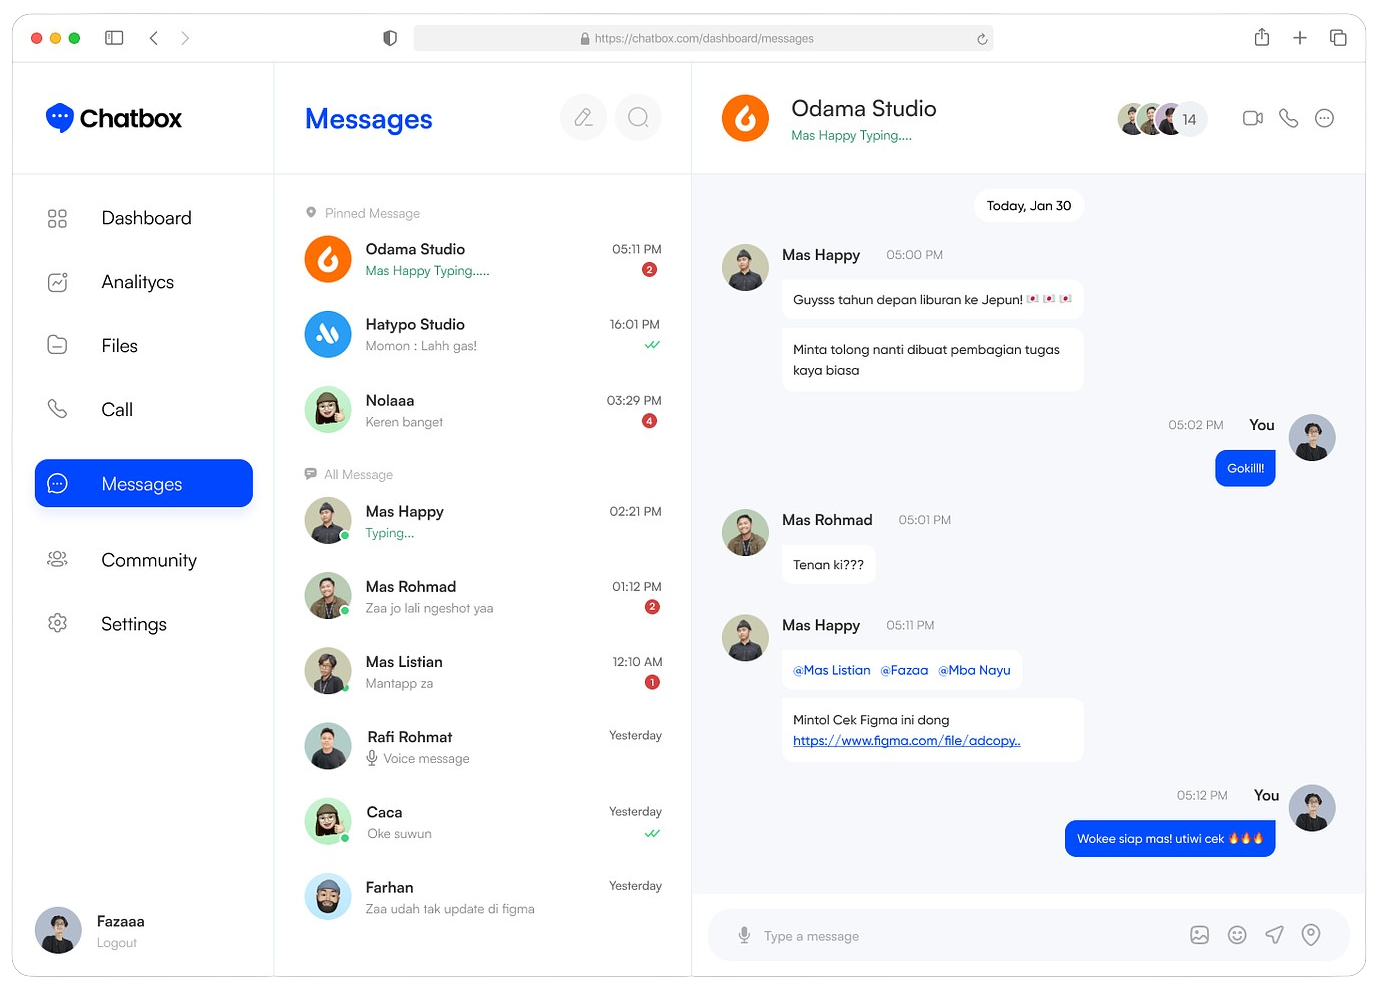 https://chatbox.com/dashboard/messages
Chatbox
Dashboard
Analitycs
Files
Call
Messages
Community
Settings
Fazaaa
Logout
Messages
Pinned Message
Odama Studio 05:11 PM
Mas Happy Typing..... 2
Hatypo Studio 16:01 PM
Momon : Lahh gas!
Nolaaa 03:29 PM
Keren banget 4
All Message
Mas Happy 02:21 PM
Typing...
Mas Rohmad 01:12 PM
Zaa jo lali ngeshot yaa 2
Mas Listian 12:10 AM
Mantapp za 1
Rafi Rohmat Yesterday
Voice message
Caca Yesterday
Oke suwun
Farhan Yesterday
Zaa udah tak update di figma
Odama Studio
Mas Happy Typing....
14
Today, Jan 30
Mas Happy 05:00 PM
Guysss tahun depan liburan ke Jepun! 🇯🇵 🇯🇵 🇯🇵
Minta tolong nanti dibuat pembagian tugas
kaya biasa
05:02 PM You
Gokilll!
Mas Rohmad 05:01 PM
Tenan ki???
Mas Happy 05:11 PM
@Mas Listian @Fazaa @Mba Nayu
Mintol Cek Figma ini dong
https://www.figma.com/file/adcopy..
05:12 PM You
Wokee siap mas! utiwi cek 🔥🔥🔥
Type a message